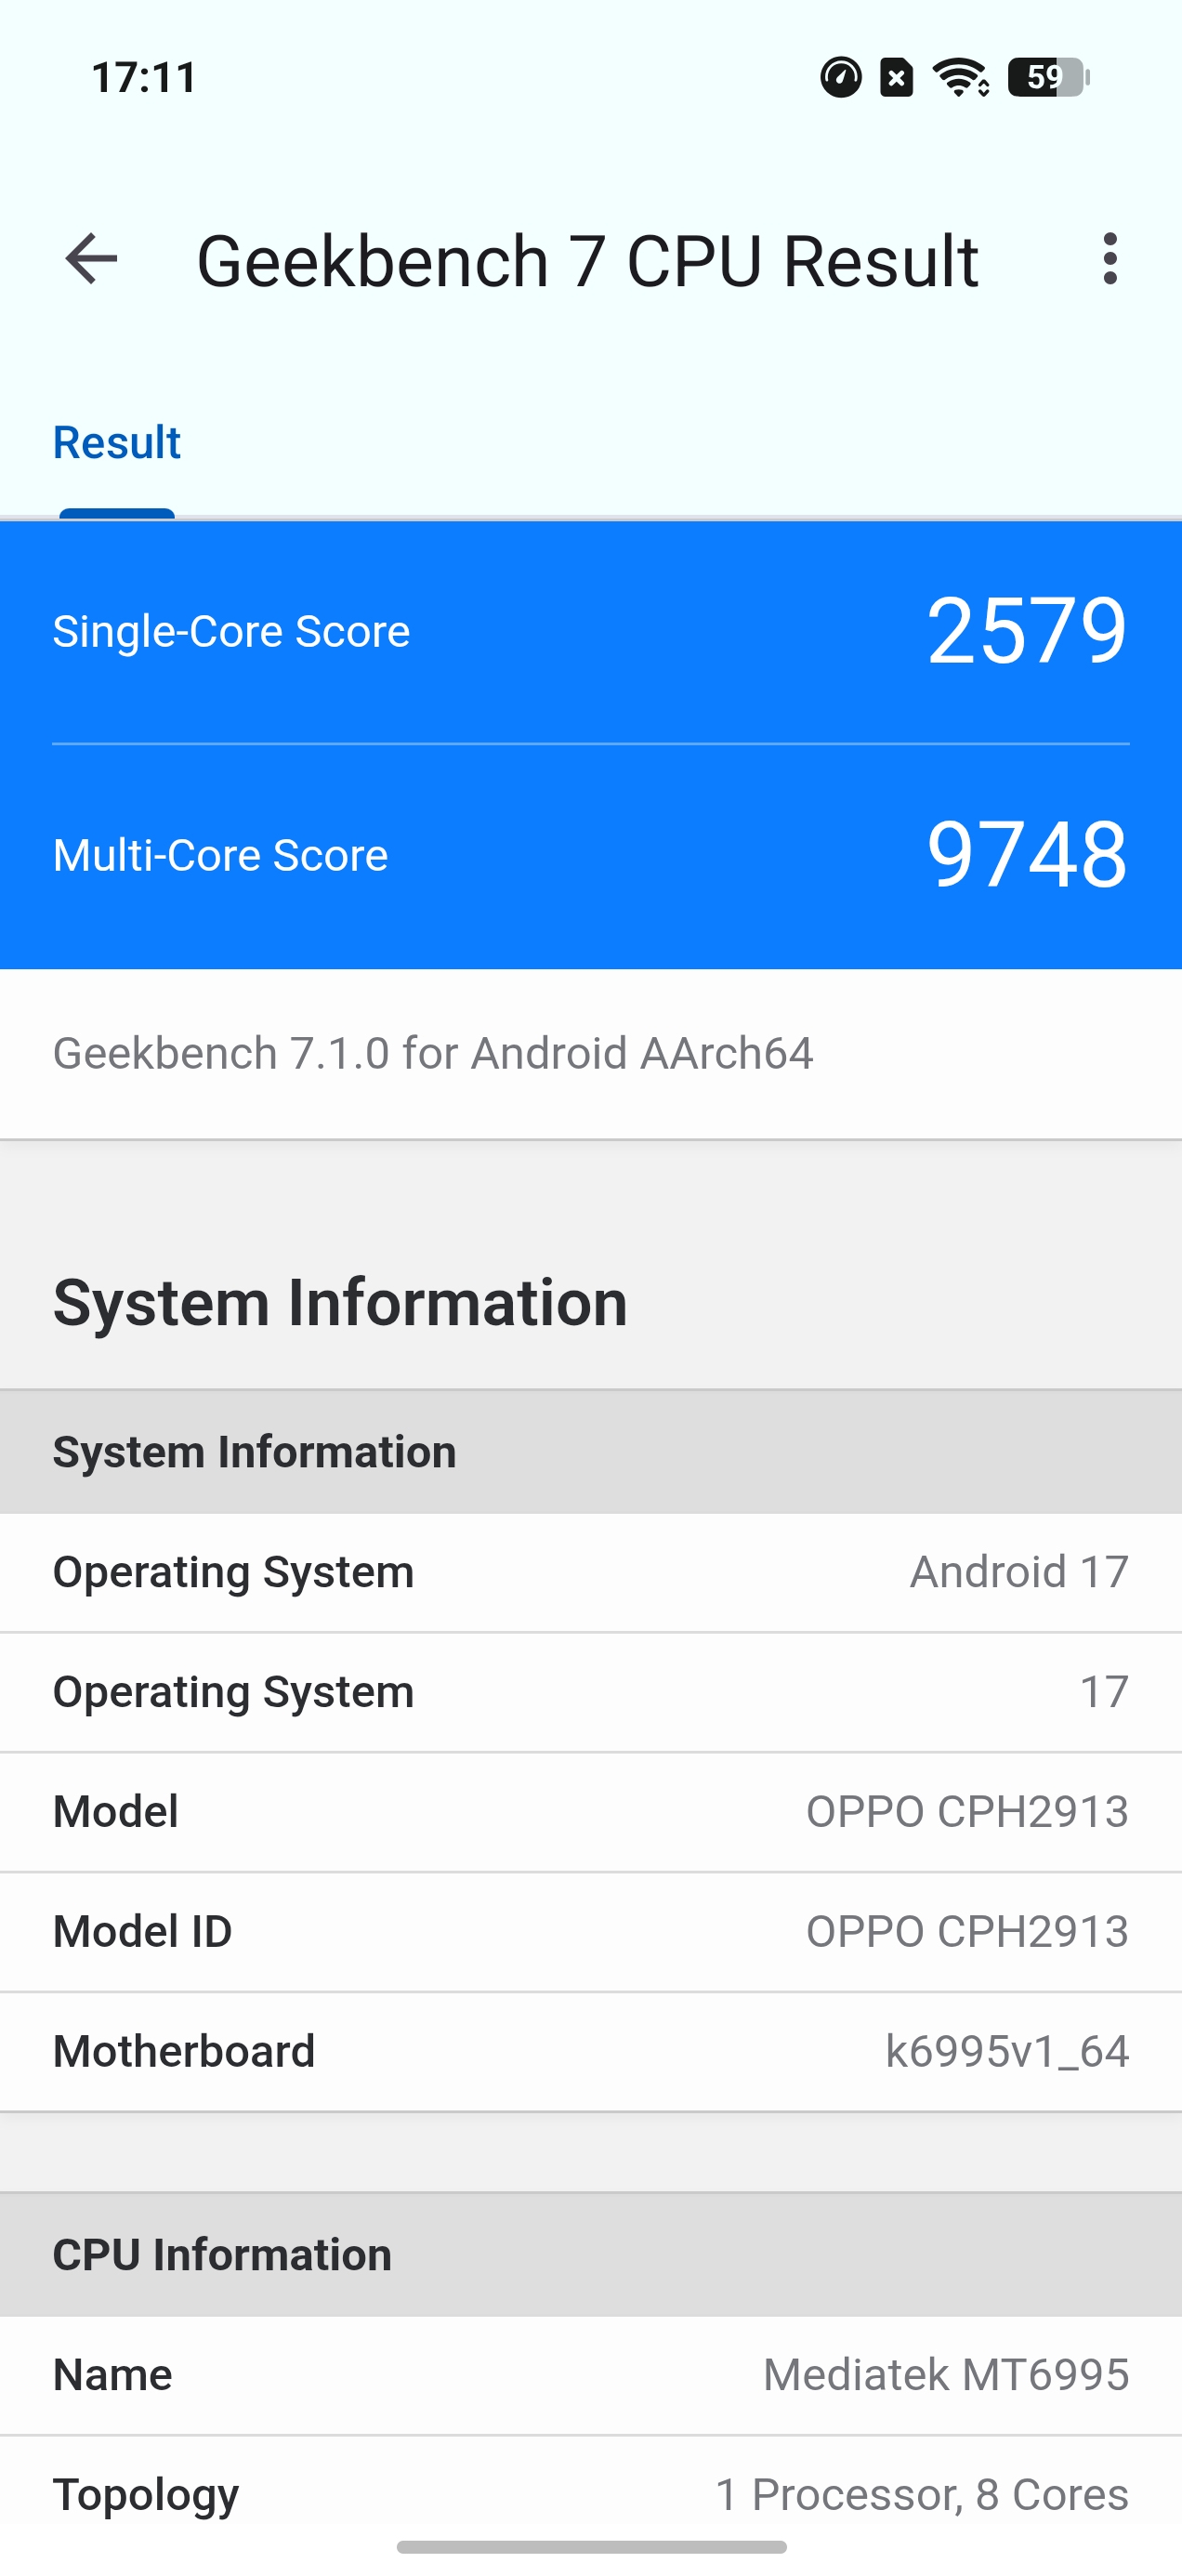 17:11
59
Geekbench 7 CPU Result
Result
Single-Core Score 2579
Multi-Core Score 9748
Geekbench 7.1.0 for Android AArch64
System Information
System Information
Operating System Android 17
Operating System 17
Model OPPO CPH2913
Model ID OPPO CPH2913
Motherboard k6995v1_64
CPU Information
Name Mediatek MT6995
Topology 1 Processor, 8 Cores